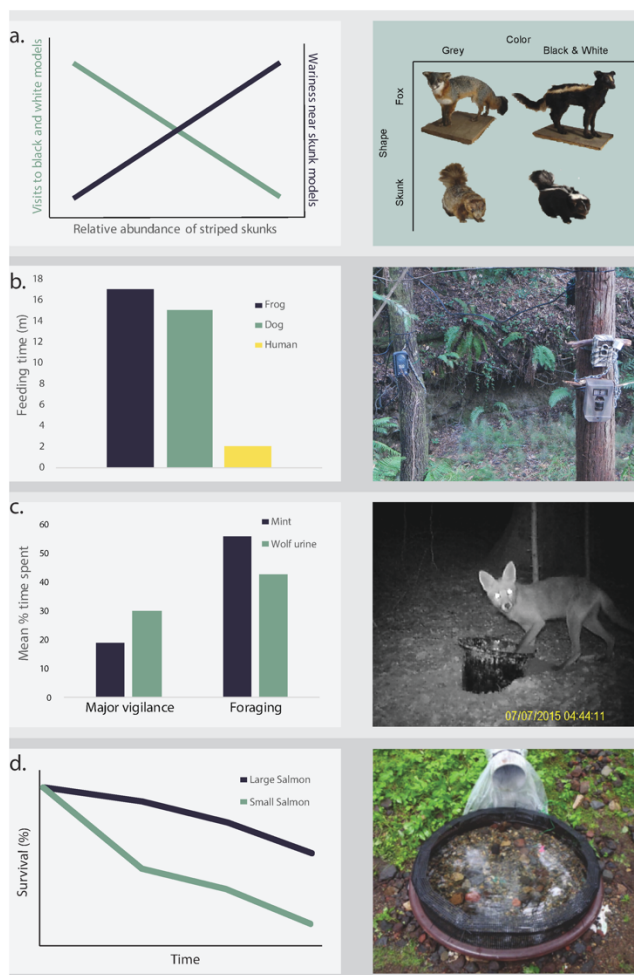 a.
Visits to black and white models
Wariness near skunk models
Relative abundance of striped skunks
Color
Grey
Black & White
Shape
Fox
Skunk
b.
Feeding time (m)
18
16
14
12
10
8
6
4
2
0
Frog
Dog
Human
c.
Mean % time spent
60
50
40
30
20
10
0
Mint
Wolf urine
Major vigilance
Foraging
07/07/2015 04:44:11
d.
Survival (%)
Large Salmon
Small Salmon
Time